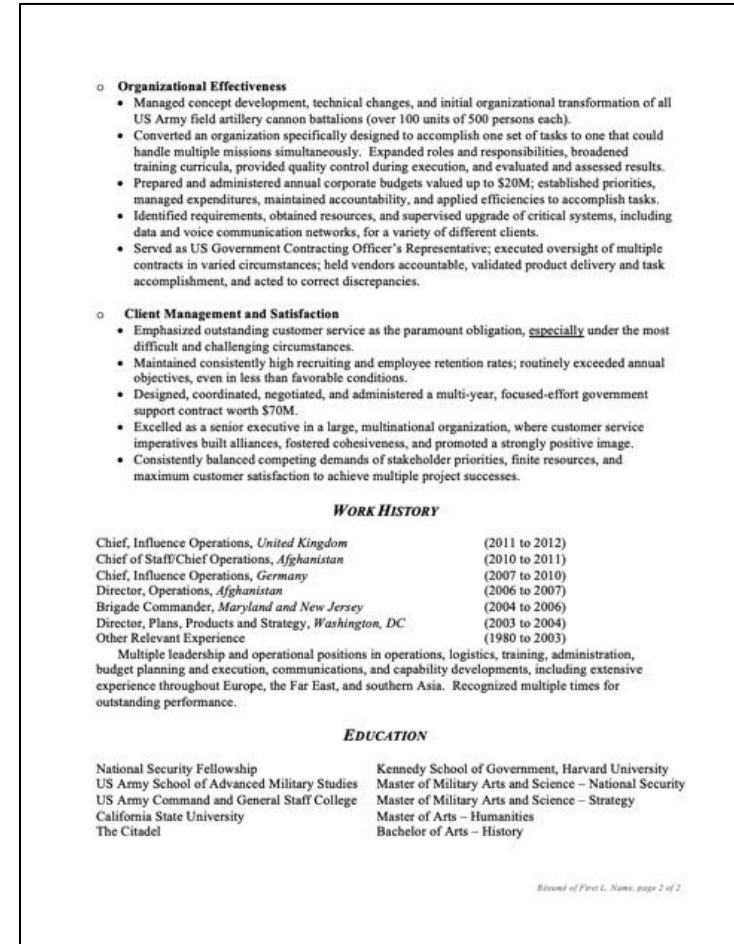 o Organizational Effectiveness
• Managed concept development, technical changes, and initial organizational transformation of all
US Army field artillery cannon battalions (over 100 units of 500 persons each).
• Converted an organization specifically designed to accomplish one set of tasks to one that could
handle multiple missions simultaneously. Expanded roles and responsibilities, broadened
training curricula, provided quality control during execution, and evaluated and assessed results.
• Prepared and administered annual corporate budgets valued up to $20M; established priorities,
managed expenditures, maintained accountability, and applied efficiencies to accomplish tasks.
• Identified requirements, obtained resources, and supervised upgrade of critical systems, including
data and voice communication networks, for a variety of different clients.
• Served as US Government Contracting Officer's Representative; executed oversight of multiple
contracts in varied circumstances; held vendors accountable, validated product delivery and task
accomplishment, and acted to correct discrepancies.
o Client Management and Satisfaction
• Emphasized outstanding customer service as the paramount obligation, especially under the most
difficult and challenging circumstances.
• Maintained consistently high recruiting and employee retention rates; routinely exceeded annual
objectives, even in less than favorable conditions.
• Designed, coordinated, negotiated, and administered a multi-year, focused-effort government
support contract worth $70M.
• Excelled as a senior executive in a large, multinational organization, where customer service
imperatives built alliances, fostered cohesiveness, and promoted a strongly positive image.
• Consistently balanced competing demands of stakeholder priorities, finite resources, and
maximum customer satisfaction to achieve multiple project successes.
WORK HISTORY
Chief, Influence Operations, United Kingdom (2011 to 2012)
Chief of Staff/Chief Operations, Afghanistan (2010 to 2011)
Chief, Influence Operations, Germany (2007 to 2010)
Director, Operations, Afghanistan (2006 to 2007)
Brigade Commander, Maryland and New Jersey (2004 to 2006)
Director, Plans, Products and Strategy, Washington, DC (2003 to 2004)
Other Relevant Experience (1980 to 2003)
Multiple leadership and operational positions in operations, logistics, training, administration,
budget planning and execution, communications, and capability developments, including extensive
experience throughout Europe, the Far East, and southern Asia. Recognized multiple times for
outstanding performance.
EDUCATION
National Security Fellowship Kennedy School of Government, Harvard University
US Army School of Advanced Military Studies Master of Military Arts and Science – National Security
US Army Command and General Staff College Master of Military Arts and Science – Strategy
California State University Master of Arts – Humanities
The Citadel Bachelor of Arts – History
Résumé of First L. Name, page 2 of 2